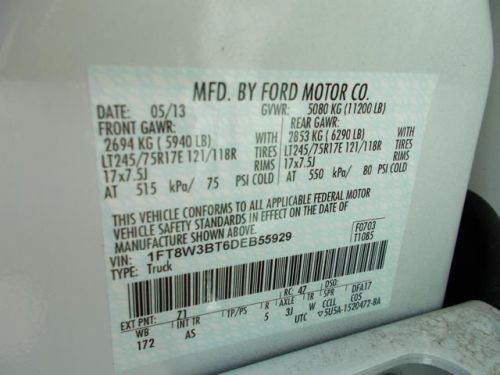 MFD. BY FORD MOTOR CO.
DATE: 05/13 GVWR: 5080 KG (11200 LB)
FRONT GAWR: REAR GAWR:
2694 KG ( 5940 LB) WITH 2853 KG ( 6290 LB) WITH
LT245/75R17E 121/118R TIRES LT245/75R17E 121/118R TIRES
17x7.5J RIMS 17x7.5J RIMS
AT 515 kPa/ 75 PSI COLD AT 550 kPa/ 80 PSI COLD
THIS VEHICLE CONFORMS TO ALL APPLICABLE FEDERAL MOTOR
VEHICLE SAFETY STANDARDS IN EFFECT ON THE DATE OF
MANUFACTURE SHOWN ABOVE.
VIN: 1FT8W3BT6DEB55929 F0703
TYPE: Truck T10B5
EXT PNT: Z1 RC: 47 DSO:
WB INT TR TP/PS R AXLE TR SPR DFA17
172 AS 5 3J W CCLL C05
UTC 5U5A-1520472-BA